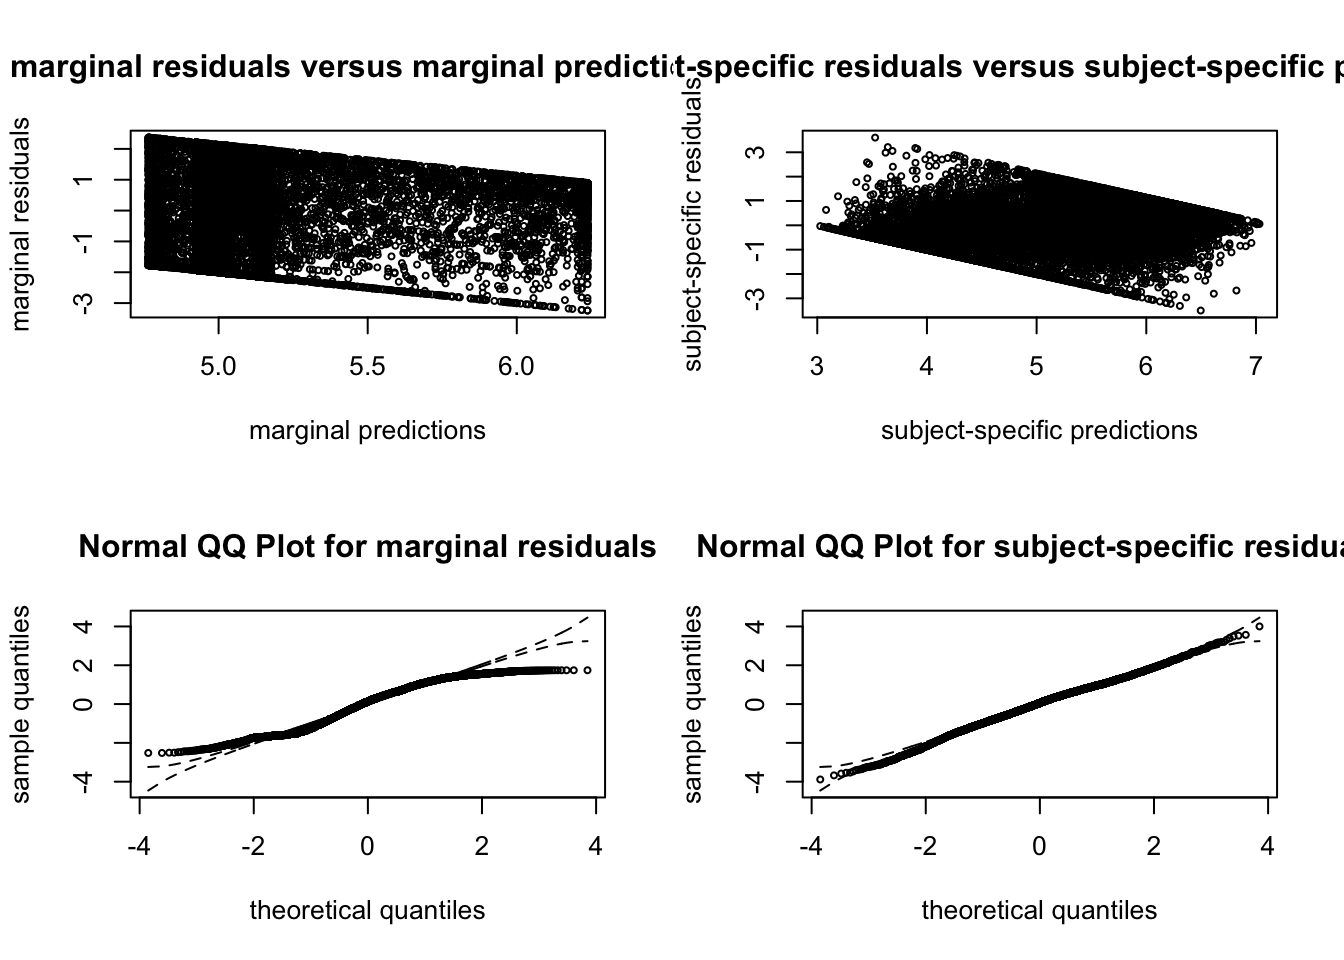 marginal residuals versus marginal predicti
t-specific residuals versus subject-specific p
marginal residuals
1
-1
-3
5.0 5.5 6.0
marginal predictions
subject-specific residuals
3
1
-1
-3
3 4 5 6 7
subject-specific predictions
Normal QQ Plot for marginal residuals
Normal QQ Plot for subject-specific residua
sample quantiles
4
2
0
-4
-4 -2 0 2 4
theoretical quantiles
sample quantiles
4
2
0
-4
-4 -2 0 2 4
theoretical quantiles